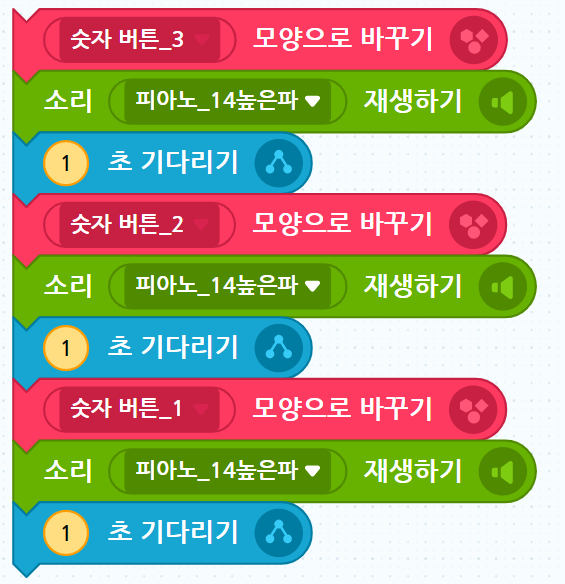 숫자 버튼_3 모양으로 바꾸기
소리 피아노_14높은파 재생하기
1 초 기다리기
숫자 버튼_2 모양으로 바꾸기
소리 피아노_14높은파 재생하기
1 초 기다리기
숫자 버튼_1 모양으로 바꾸기
소리 피아노_14높은파 재생하기
1 초 기다리기